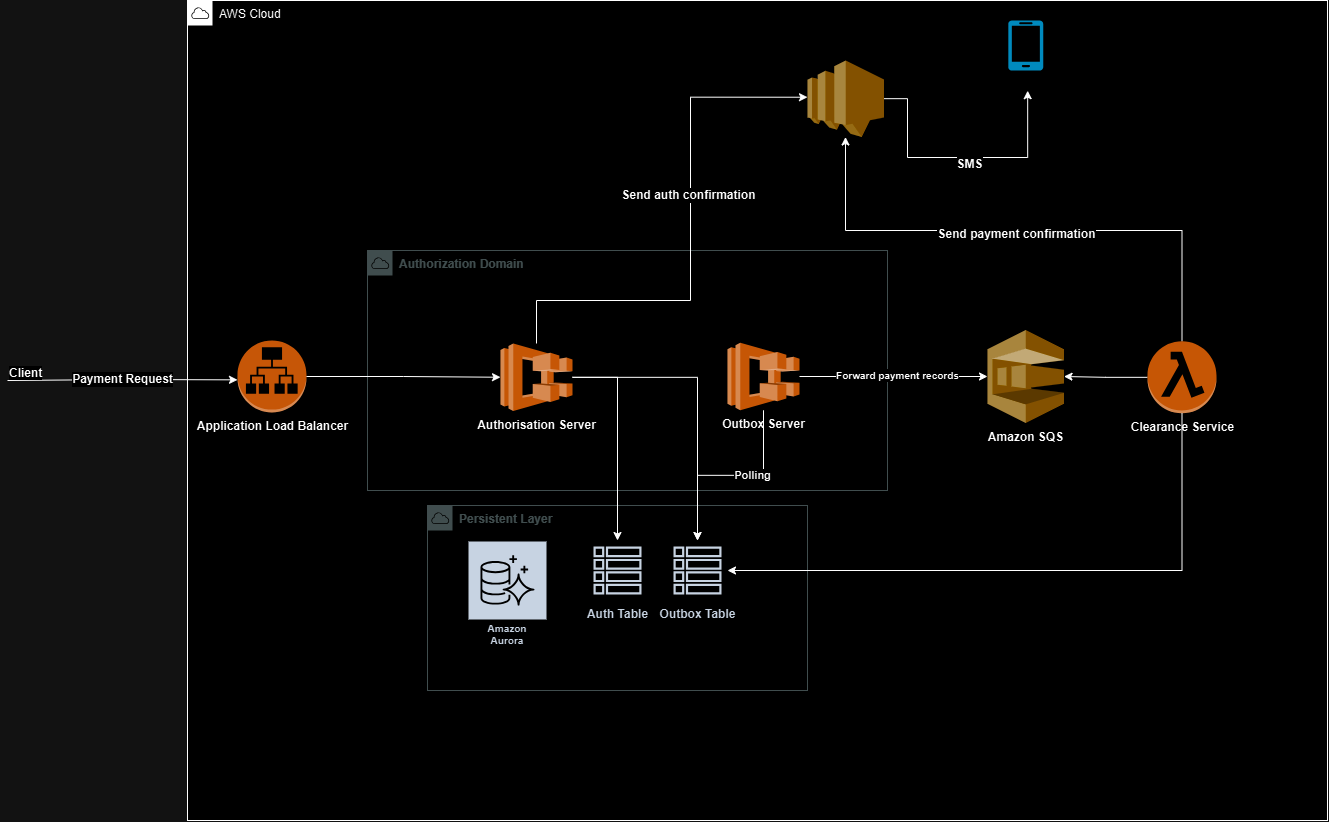 AWS Cloud
SMS
Send auth confirmation
Send payment confirmation
Authorization Domain
Client
Payment Request
Forward payment records
Application Load Balancer
Authorisation Server
Outbox Server
Amazon SQS
Clearance Service
Polling
Persistent Layer
Auth Table
Outbox Table
Amazon
Aurora